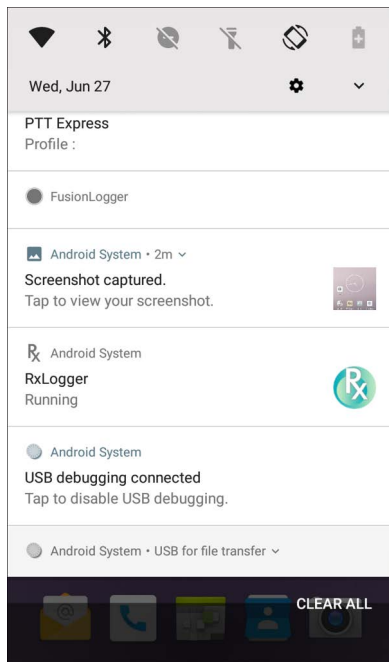 Wed, Jun 27
PTT Express
Profile :
FusionLogger
Android System • 2m
Screenshot captured.
Tap to view your screenshot.
Rx Android System
RxLogger
Running
Rx
Android System
USB debugging connected
Tap to disable USB debugging.
Android System • USB for file transfer
@
CLEAR ALL